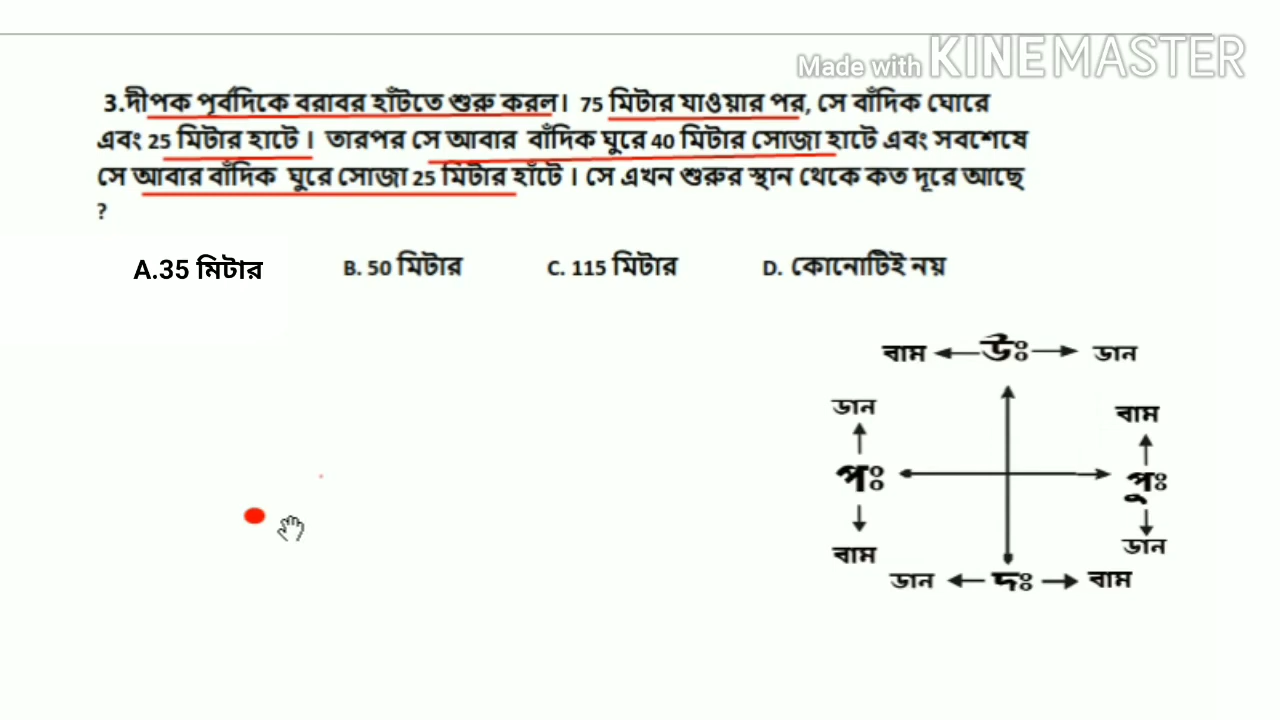 Made with KINEMASTER
3.দীপক পূর্বদিকে বরাবর হাঁটতে শুরু করল। 75 মিটার যাওয়ার পর, সে বাঁদিক ঘোরে
এবং 25 মিটার হাটে । তারপর সে আবার বাঁদিক ঘুরে 40 মিটার সোজা হাটে এবং সবশেষে
সে আবার বাঁদিক ঘুরে সোজা 25 মিটার হাঁটে । সে এখন শুরুর স্থান থেকে কত দূরে আছে
?
A.35 মিটার B. 50 মিটার C. 115 মিটার D. কোনোটিই নয়
বাম উঃ ডান
ডান বাম
পঃ পুঃ
বাম ডান
ডান দঃ বাম